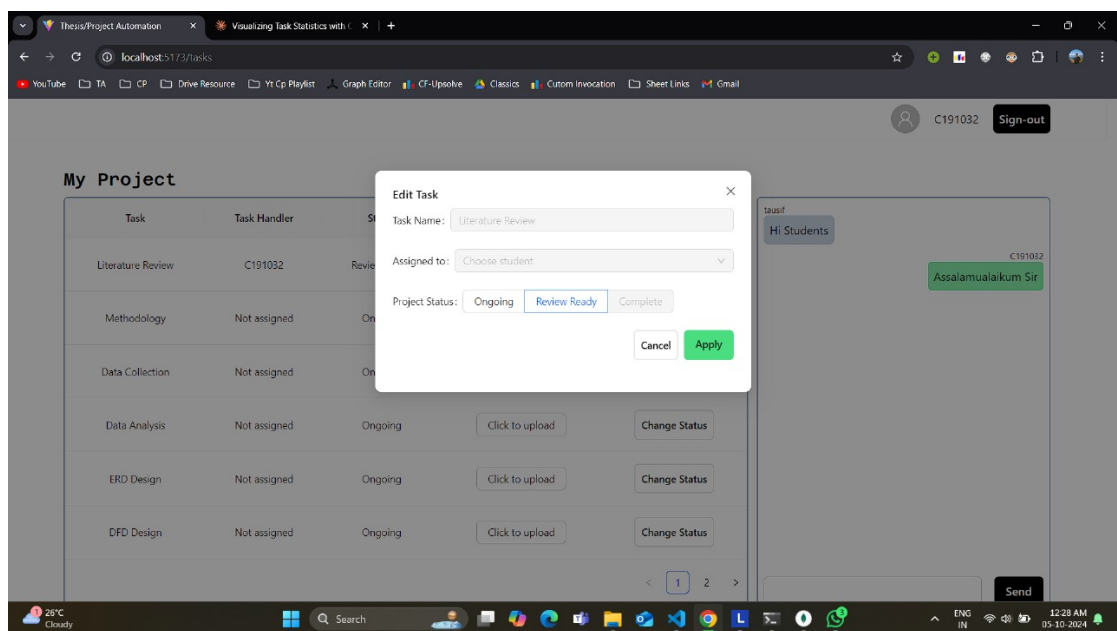 Thesis/Project Automation
Visualizing Task Statistics with C
localhost:5173/tasks
YouTube TA CP Drive Resource Yt Cp Playlist Graph Editor CF-Upsolve Classics Cutom Invocation Sheet Links Gmail
C191032 Sign-out
My Project
Task Task Handler St
Literature Review C191032 Revie
Methodology Not assigned On
Data Collection Not assigned On
Data Analysis Not assigned Ongoing Click to upload Change Status
ERD Design Not assigned Ongoing Click to upload Change Status
DFD Design Not assigned Ongoing Click to upload Change Status
< 1 2 >
Edit Task
Task Name: Literature Review
Assigned to: Choose student
Project Status: Ongoing Review Ready Complete
Cancel Apply
tausif
Hi Students
C191032
Assalamualaikum Sir
Send
1
26°C
Cloudy
Search
ENG
IN
12:28 AM
05-10-2024